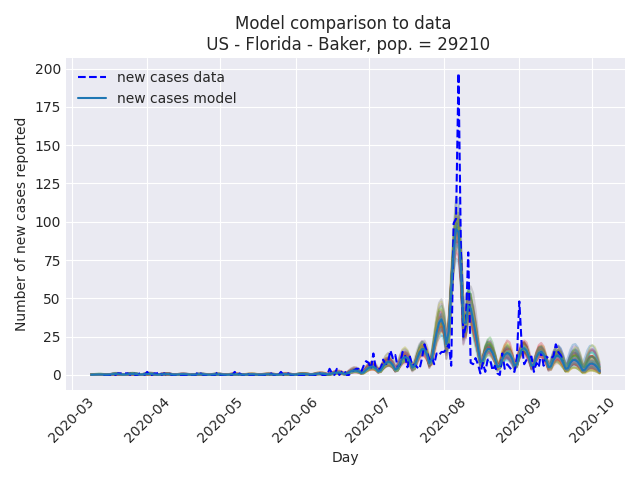 Model comparison to data
US - Florida - Baker, pop. = 29210
new cases data
new cases model
Number of new cases reported
200
175
150
125
100
75
50
25
0
2020-03
2020-04
2020-05
2020-06
2020-07
2020-08
2020-09
2020-10
Day